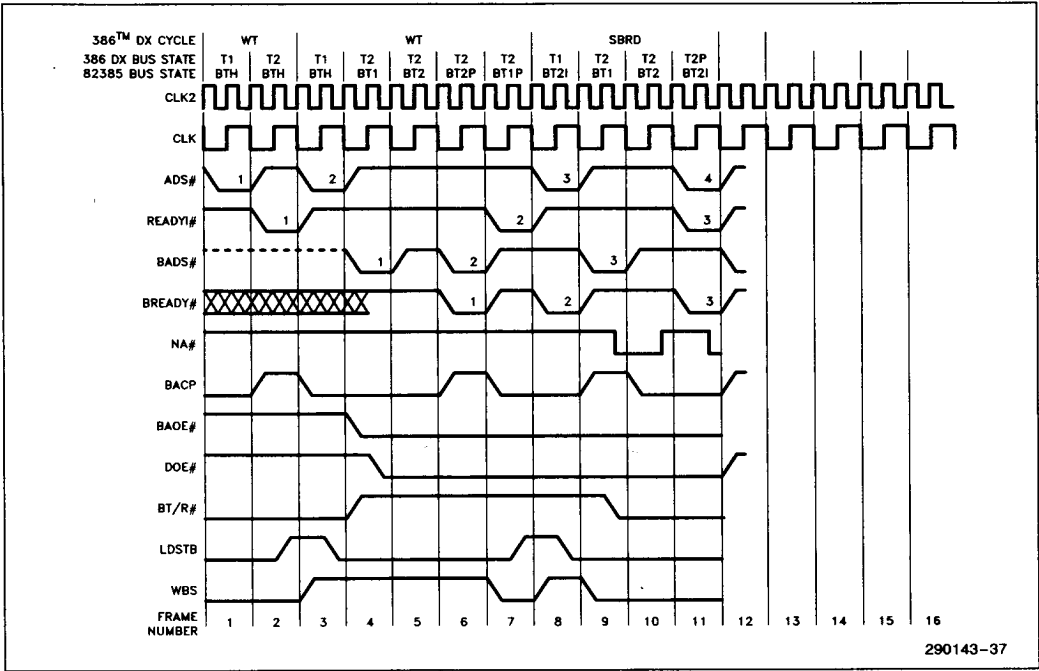 386™ DX CYCLE WT WT SBRD
386 DX BUS STATE T1 T2 T1 T2 T2 T2 T2 T1 T2 T2 T2P
82385 BUS STATE BTH BTH BTH BT1 BT2 BT2P BT1P BT2I BT1 BT2 BT2I
CLK2
CLK
ADS# 1 2 3 4
READYI# 1 2 3
BADS# 1 2 3
BREADY# 1 2 3
NA#
BACP
BAOE#
DOE#
BT/R#
LDSTB
WBS
FRAME
NUMBER 1 2 3 4 5 6 7 8 9 10 11 12 13 14 15 16
290143-37